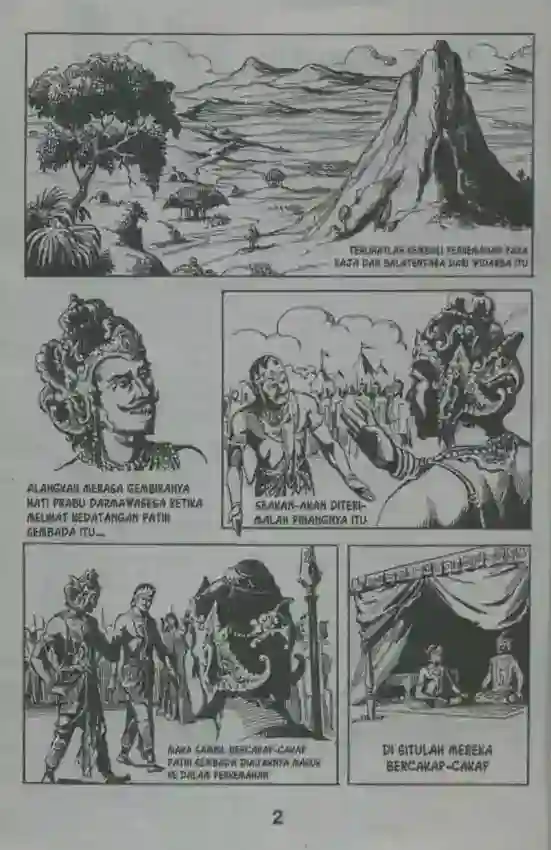 TERLIHATLAH KEMBALI PERKEMAHAN PARA
RAJA DAN BALATENTARA DARI WIDARBA ITU
ALANGKAH MERASA GEMBIRANYA
HATI PRABU DARMAWASESA KETIKA
MELIHAT KEDATANGAN PATIH
GEMBADA ITU...
SEAKAN-AKAN DITERI-
MALAH PINANGNYA ITU
MAKA SAMBIL BERCAKAP-CAKAP
PATIH GEMBADA DIAJAKNYA MASUK
KE DALAM PERKEMAHAN
DI SITULAH MEREKA
BERCAKAP-CAKAP
2